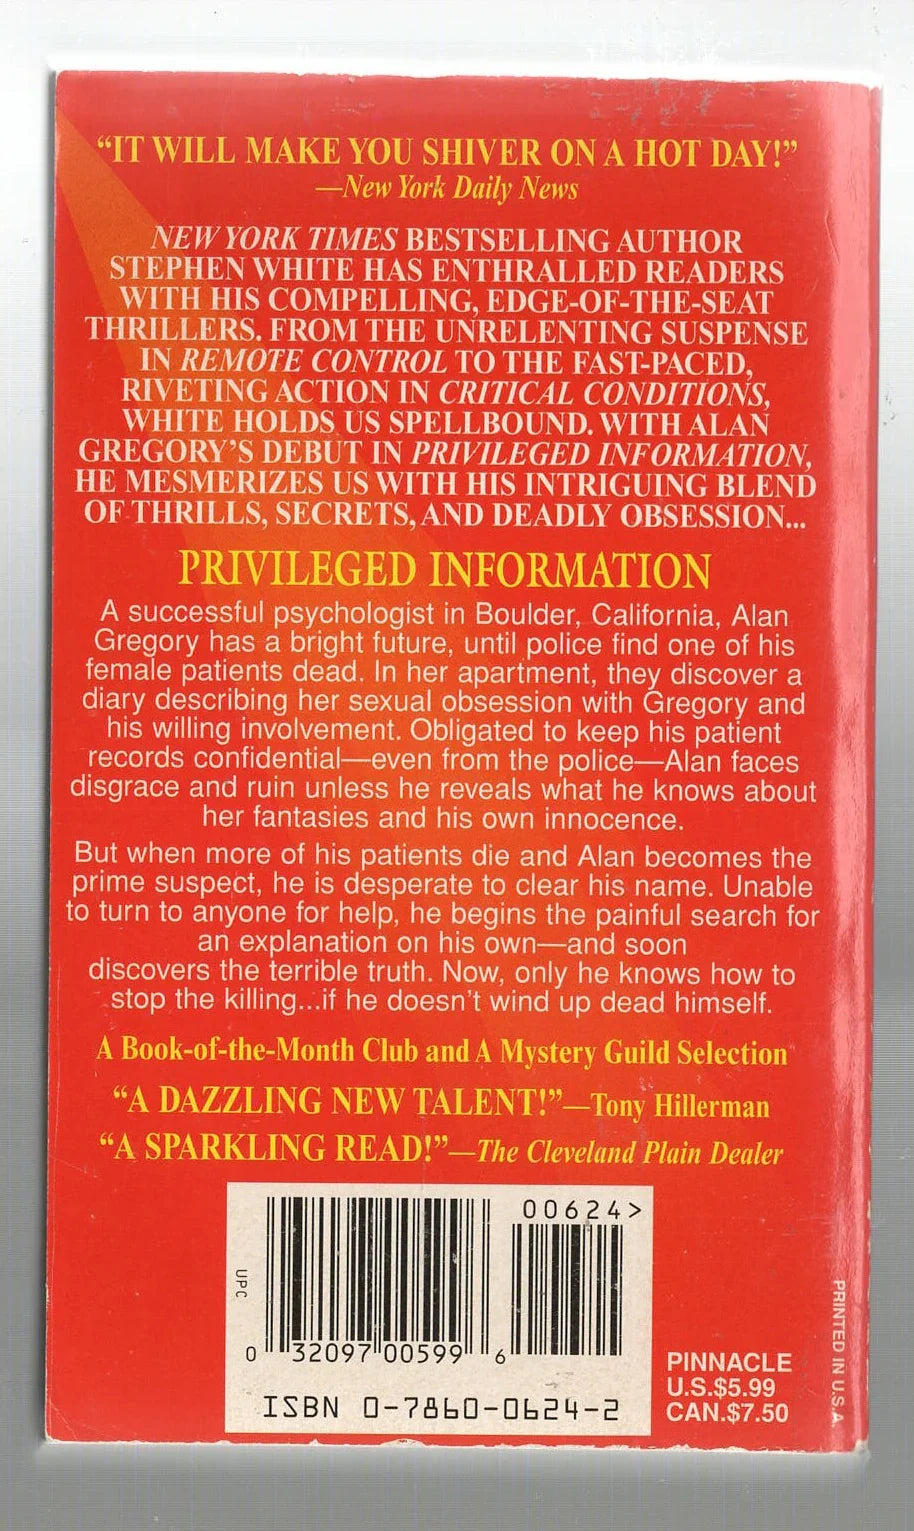 “IT WILL MAKE YOU SHIVER ON A HOT DAY!”
—New York Daily News
NEW YORK TIMES BESTSELLING AUTHOR
STEPHEN WHITE HAS ENTHRALLED READERS
WITH HIS COMPELLING, EDGE-OF-THE-SEAT
THRILLERS. FROM THE UNRELENTING SUSPENSE
IN REMOTE CONTROL TO THE FAST-PACED,
RIVETING ACTION IN CRITICAL CONDITIONS,
WHITE HOLDS US SPELLBOUND. WITH ALAN
GREGORY’S DEBUT IN PRIVILEGED INFORMATION,
HE MESMERIZES US WITH HIS INTRIGUING BLEND
OF THRILLS, SECRETS, AND DEADLY OBSESSION...
PRIVILEGED INFORMATION
A successful psychologist in Boulder, California, Alan
Gregory has a bright future, until police find one of his
female patients dead. In her apartment, they discover a
diary describing her sexual obsession with Gregory and
his willing involvement. Obligated to keep his patient
records confidential—even from the police—Alan faces
disgrace and ruin unless he reveals what he knows about
her fantasies and his own innocence.
But when more of his patients die and Alan becomes the
prime suspect, he is desperate to clear his name. Unable
to turn to anyone for help, he begins the painful search for
an explanation on his own—and soon
discovers the terrible truth. Now, only he knows how to
stop the killing...if he doesn’t wind up dead himself.
A Book-of-the-Month Club and A Mystery Guild Selection
“A DAZZLING NEW TALENT!”—Tony Hillerman
“A SPARKLING READ!”—The Cleveland Plain Dealer
00624>
UPC
0 32097 00599 6
ISBN 0-7860-0624-2
PINNACLE
U.S.$5.99
CAN.$7.50
PRINTED IN U.S.A.